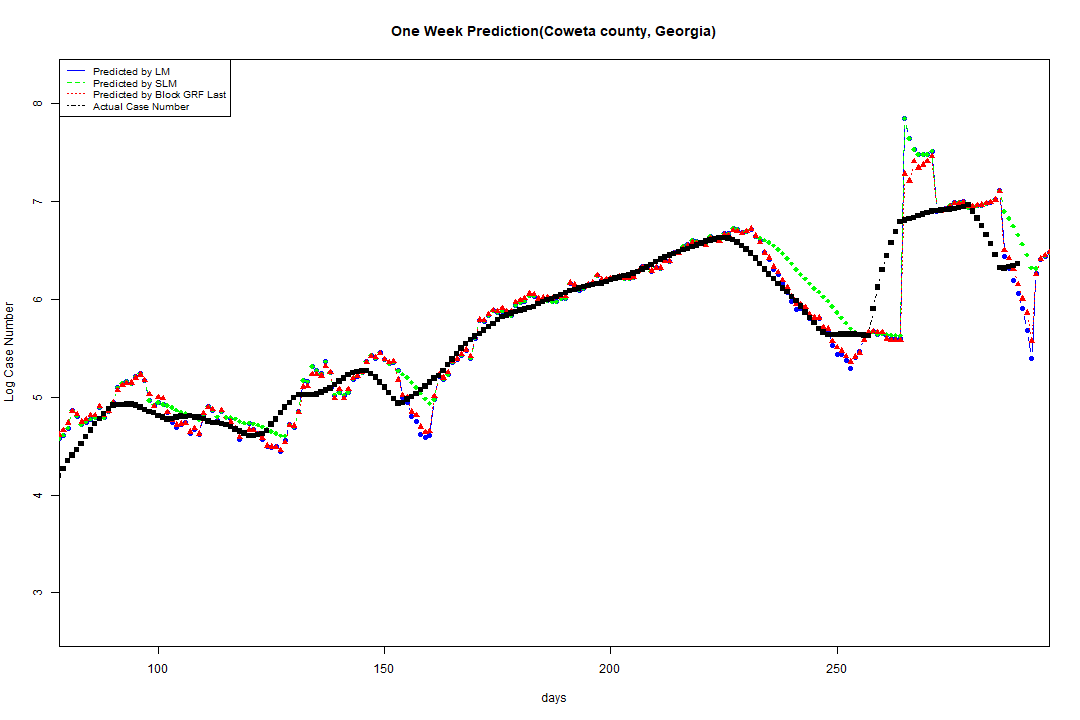 One Week Prediction(Coweta county, Georgia)
Predicted by LM
Predicted by SLM
Predicted by Block GRF Last
Actual Case Number
Log Case Number
8
7
6
5
4
3
100 150 200 250
days